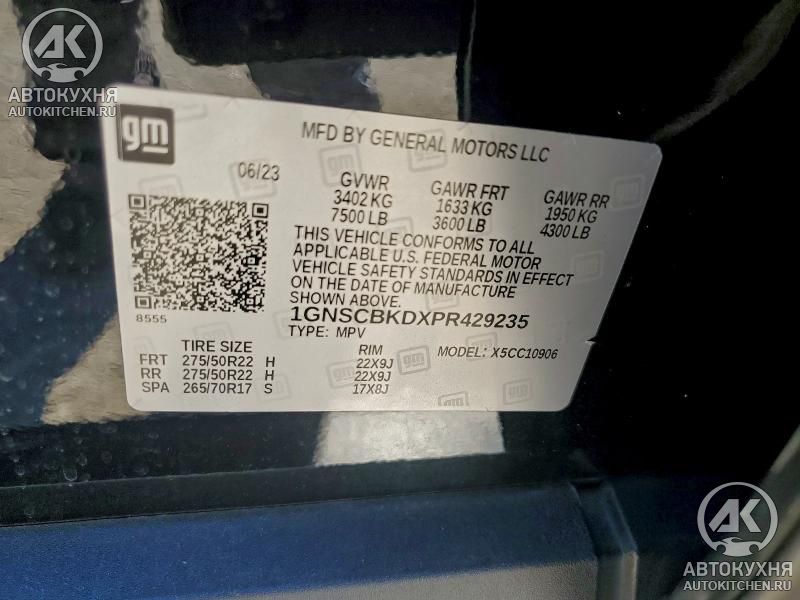 AK
АВТОКУХНЯ
AUTOKITCHEN.RU
gm
MFD BY GENERAL MOTORS LLC
06/23
GVWR GAWR FRT GAWR RR
3402 KG 1633 KG 1950 KG
7500 LB 3600 LB 4300 LB
THIS VEHICLE CONFORMS TO ALL
APPLICABLE U.S. FEDERAL MOTOR
VEHICLE SAFETY STANDARDS IN EFFECT
ON THE DATE OF MANUFACTURE
SHOWN ABOVE.
8555
1GNSCBKDXPR429235
TYPE: MPV
TIRE SIZE RIM MODEL: X5CC10906
FRT 275/50R22 H 22X9J
RR 275/50R22 H 22X9J
SPA 265/70R17 S 17X8J
AK
АВТОКУХНЯ
AUTOKITCHEN.RU